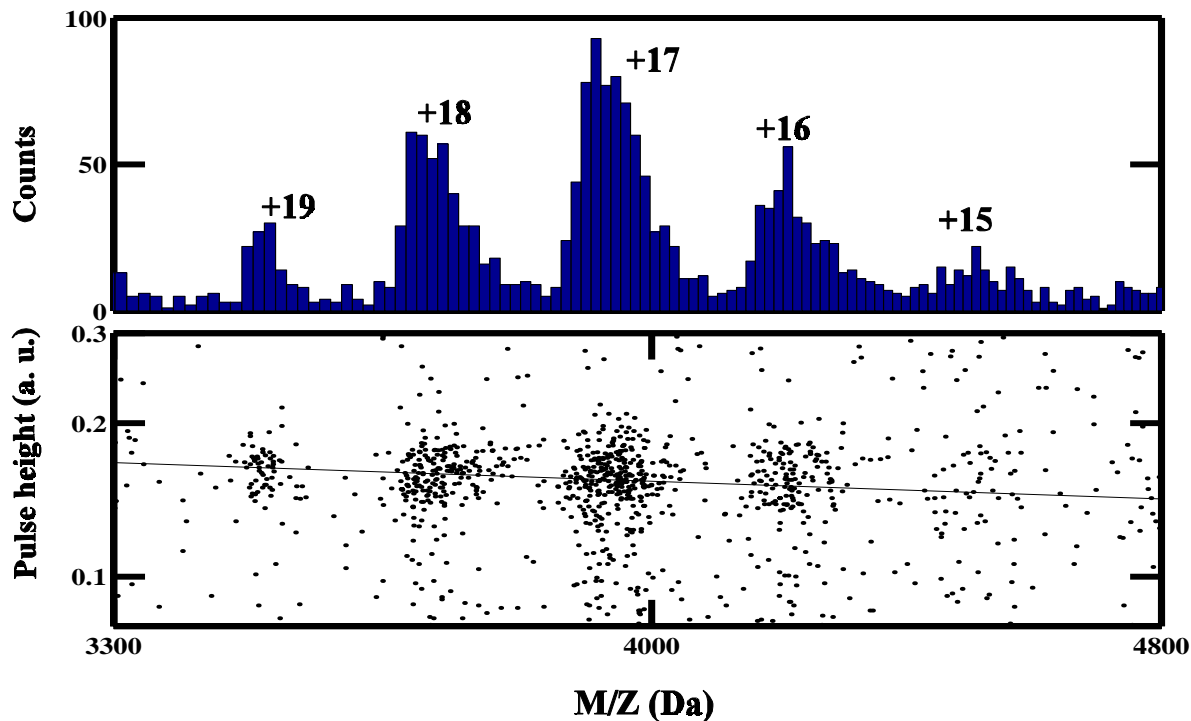 100
+17
+18
+16
50
+19
+15
0
Counts
0.3
0.2
0.1
Pulse height (a. u.)
3300 4000 4800
M/Z (Da)